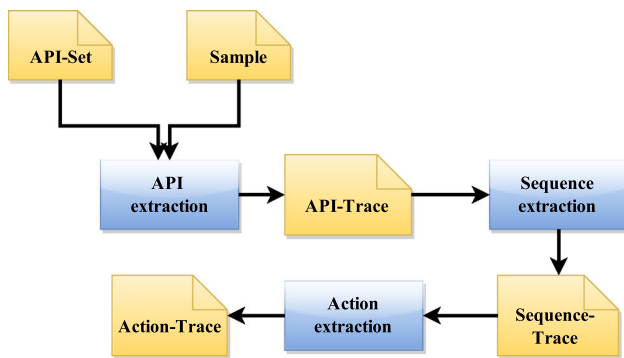 API-Set
Sample
API
extraction
API-Trace
Sequence
extraction
Action-Trace
Action
extraction
Sequence-
Trace